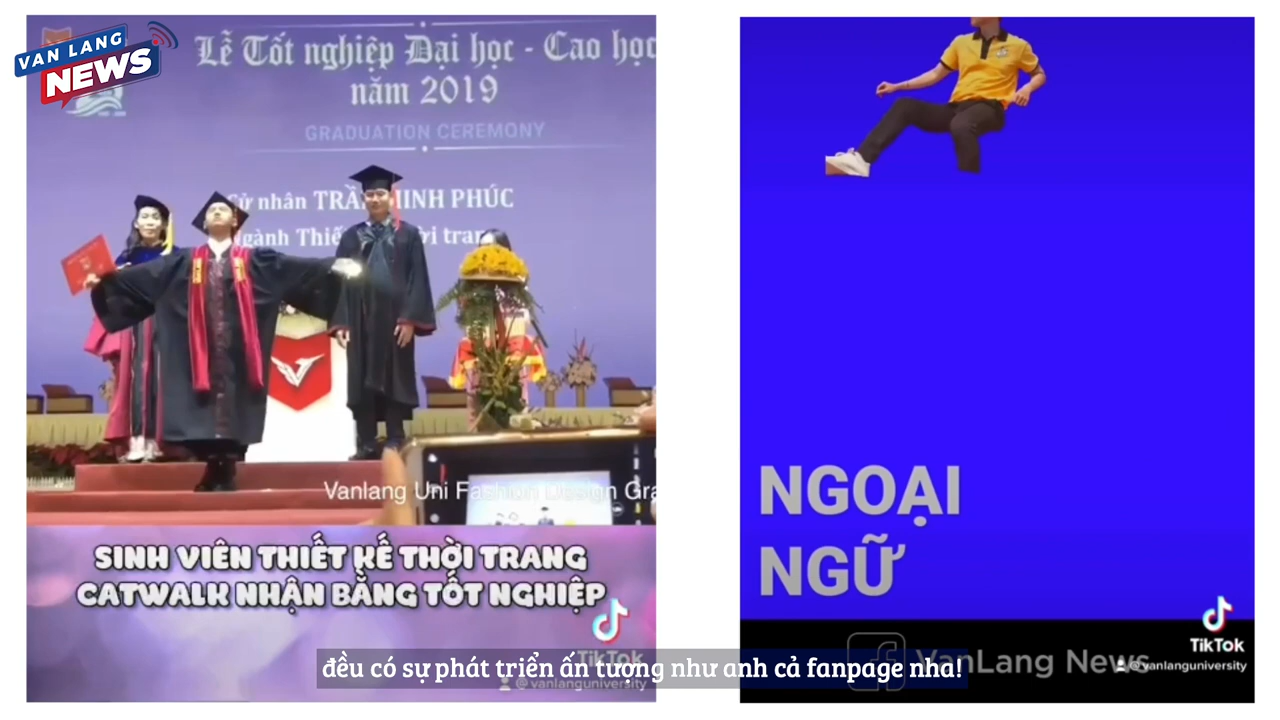 VAN LANG
NEWS
Lễ Tốt nghiệp Đại học - Cao học
năm 2019
GRADUATION CEREMONY
Cử nhân TRẦN MINH PHÚC
Vanlang Uni Fashion Design
SINH VIÊN THIẾT KẾ THỜI TRANG
CATWALK NHẬN BẰNG TỐT NGHIỆP
TikTok
@vanlanguniversity
NGOẠI
NGỮ
TikTok
@vanlanguniversity
VanLang News
đều có sự phát triển ấn tượng như anh cả fanpage nha!